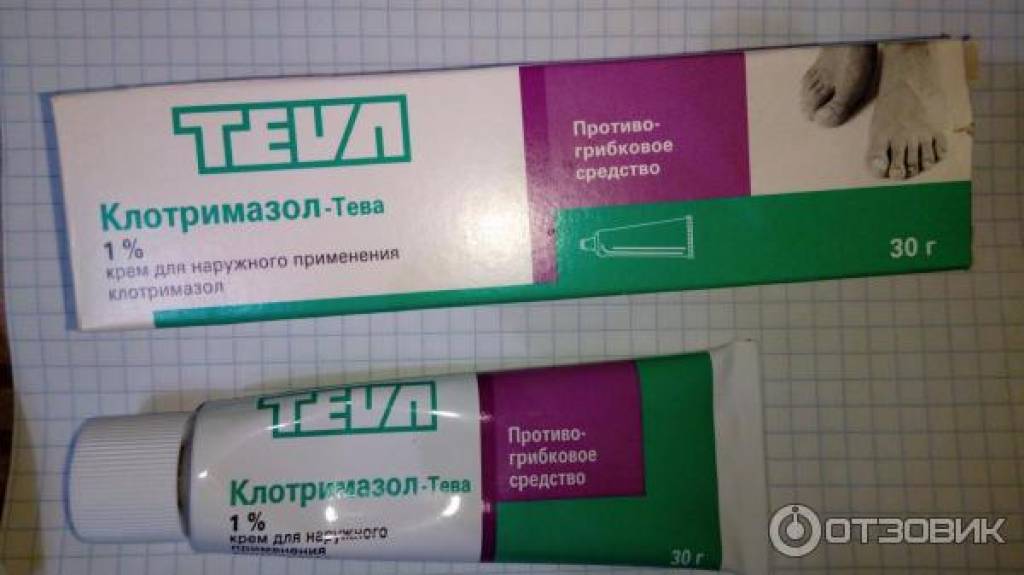 TEVA
Клотримазол-Тева
1 %
крем для наружного применения
клотримазол
Противо-
грибковое
средство
30 г
TEVA
Клотримазол-Тева
1 %
крем для наружного
применения
Противо-
грибковое
средство
30 г
ОТЗОВИК